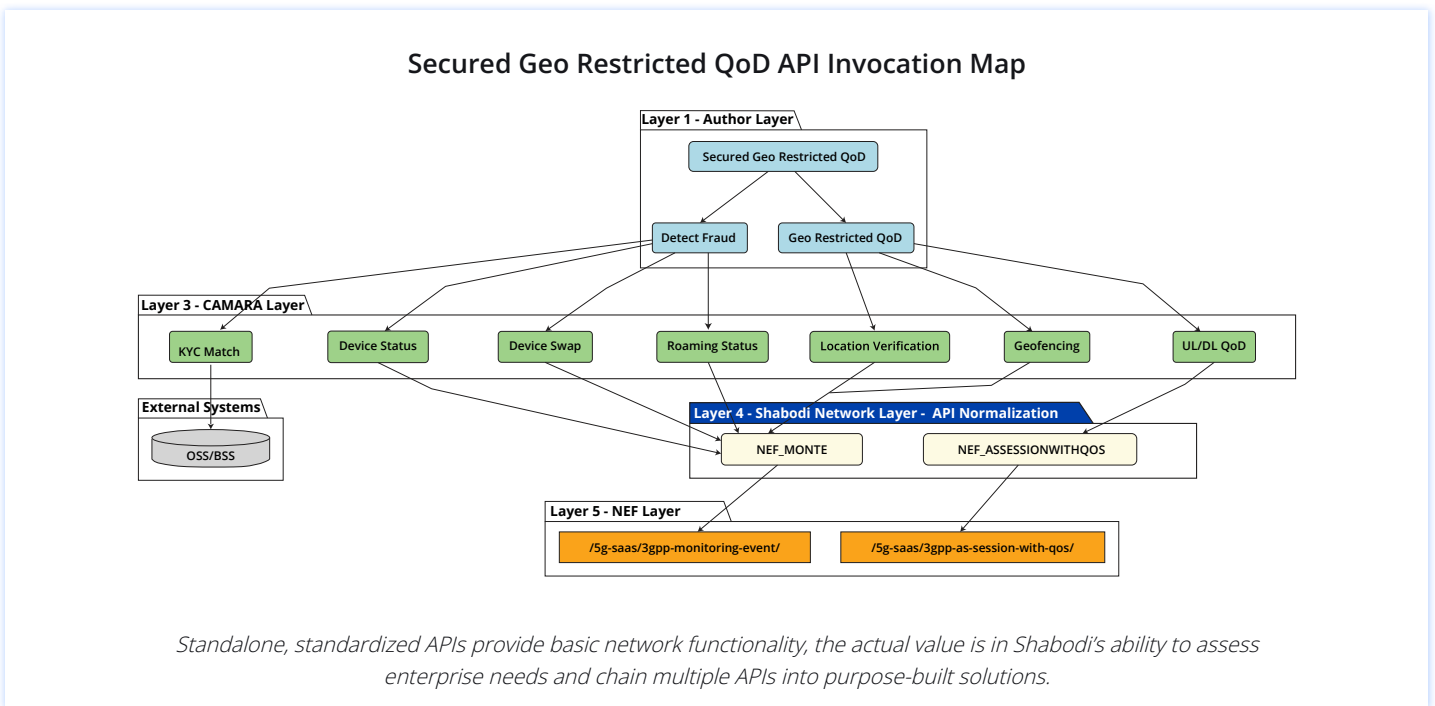 Secured Geo Restricted QoD API Invocation Map
Layer 1 - Author Layer
Secured Geo Restricted QoD
Detect Fraud
Geo Restricted QoD
Layer 3 - CAMARA Layer
KYC Match
Device Status
Device Swap
Roaming Status
Location Verification
Geofencing
UL/DL QoD
External Systems
OSS/BSS
Layer 4 - Shabodi Network Layer - API Normalization
NEF_MONTE
NEF_ASSESSIONWITHQOS
Layer 5 - NEF Layer
/5g-saas/3gpp-monitoring-event/
/5g-saas/3gpp-as-session-with-qos/
Standalone, standardized APIs provide basic network functionality, the actual value is in Shabodi’s ability to assess
enterprise needs and chain multiple APIs into purpose-built solutions.